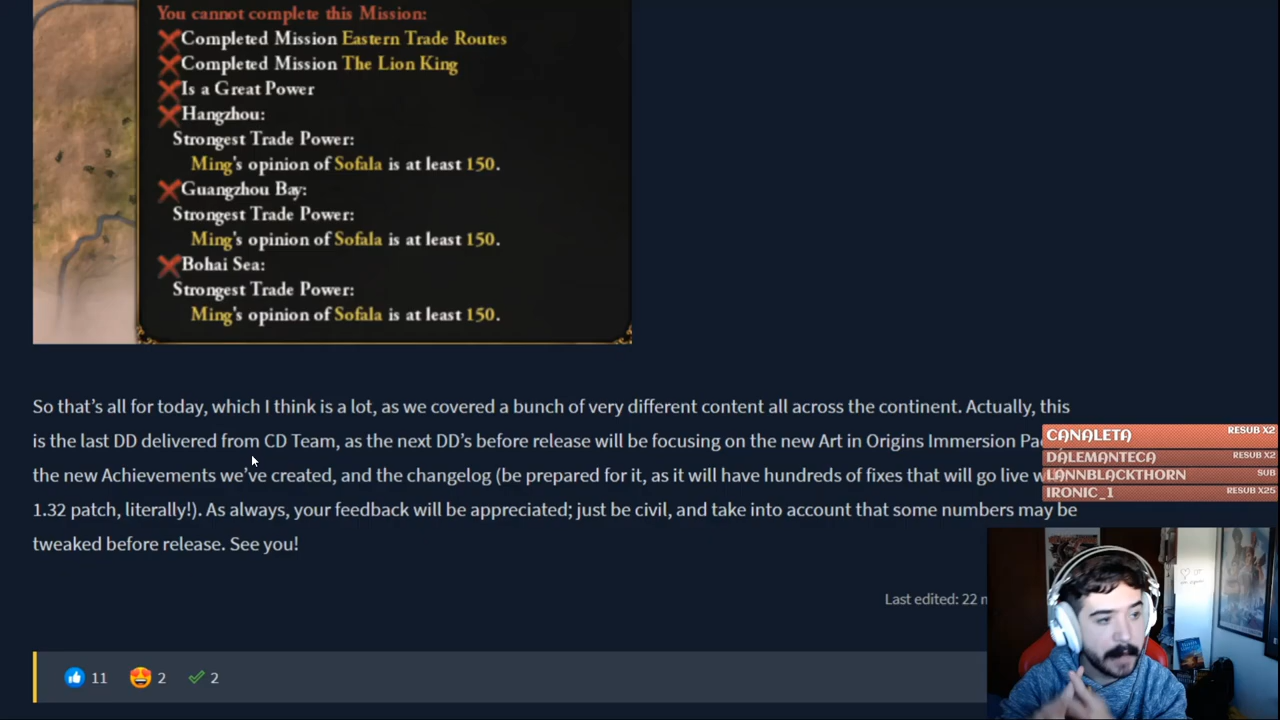 You cannot complete this Mission:
Completed Mission Eastern Trade Routes
Completed Mission The Lion King
Is a Great Power
Hangzhou:
Strongest Trade Power:
Ming's opinion of Sofala is at least 150.
Guangzhou Bay:
Strongest Trade Power:
Ming's opinion of Sofala is at least 150.
Bohai Sea:
Strongest Trade Power:
Ming's opinion of Sofala is at least 150.
So that's all for today, which I think is a lot, as we covered a bunch of very different content all across the continent. Actually, this
is the last DD delivered from CD Team, as the next DD's before release will be focusing on the new Art in Origins Immersion
the new Achievements we've created, and the changelog (be prepared for it, as it will have hundreds of fixes that will go live
1.32 patch, literally!). As always, your feedback will be appreciated; just be civil, and take into account that some numbers may be
tweaked before release. See you!
CANALETA RESUB X2
DALEMANTECA RESUB X2
LANNBLACKTHORN SUB
IRONIC_1 RESUB X25
Last edited: 22
11 2 2